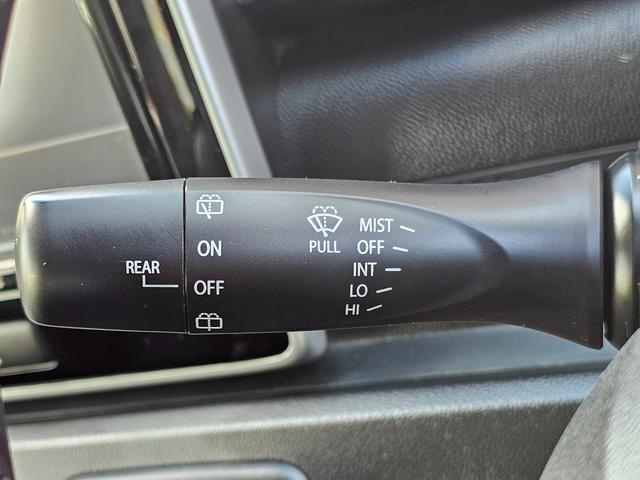 REAR
ON
OFF
PULL
MIST
OFF
INT
LO
HI